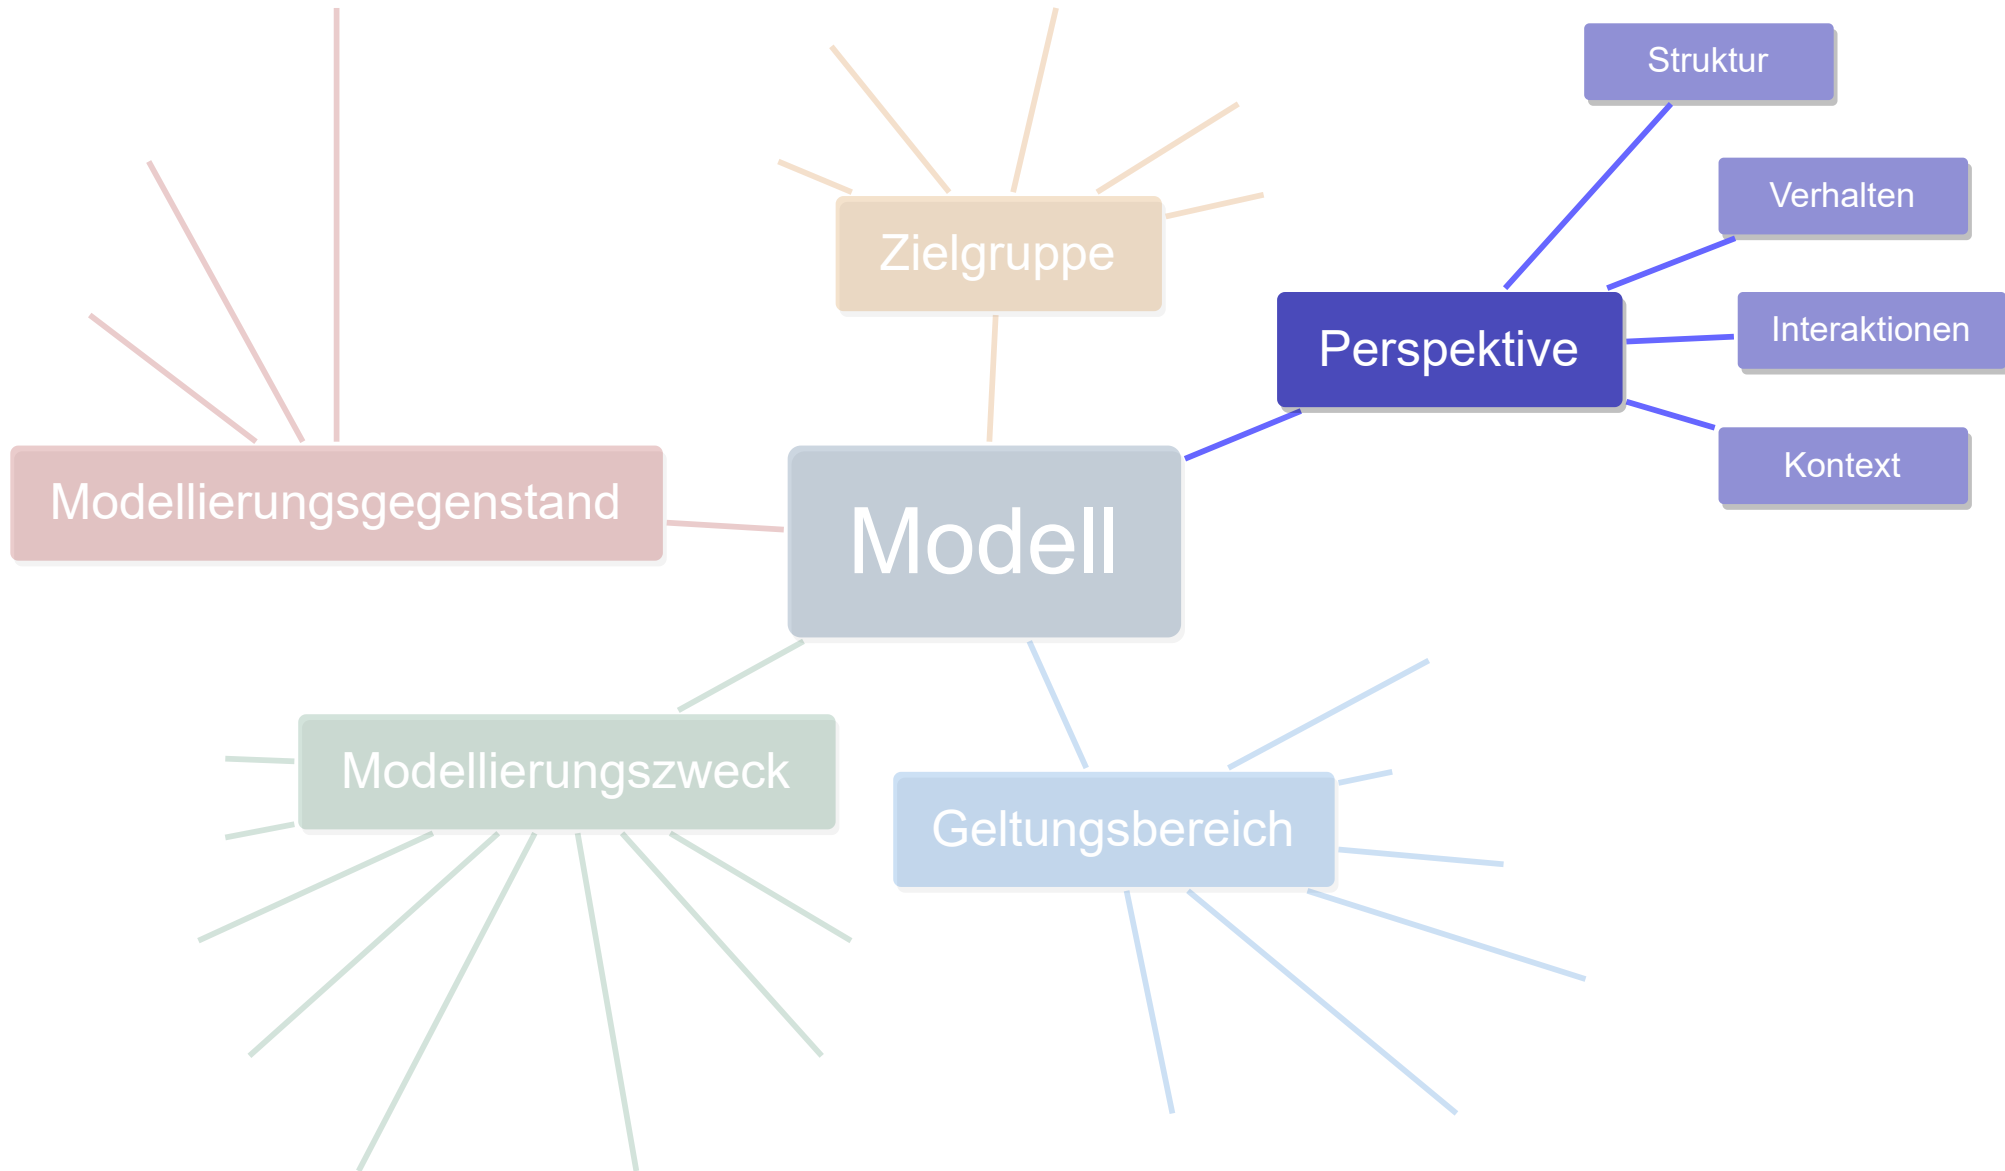 Struktur
Verhalten
Zielgruppe
Perspektive
Interaktionen
Kontext
Modellierungsgegenstand
Modell
Modellierungszweck
Geltungsbereich